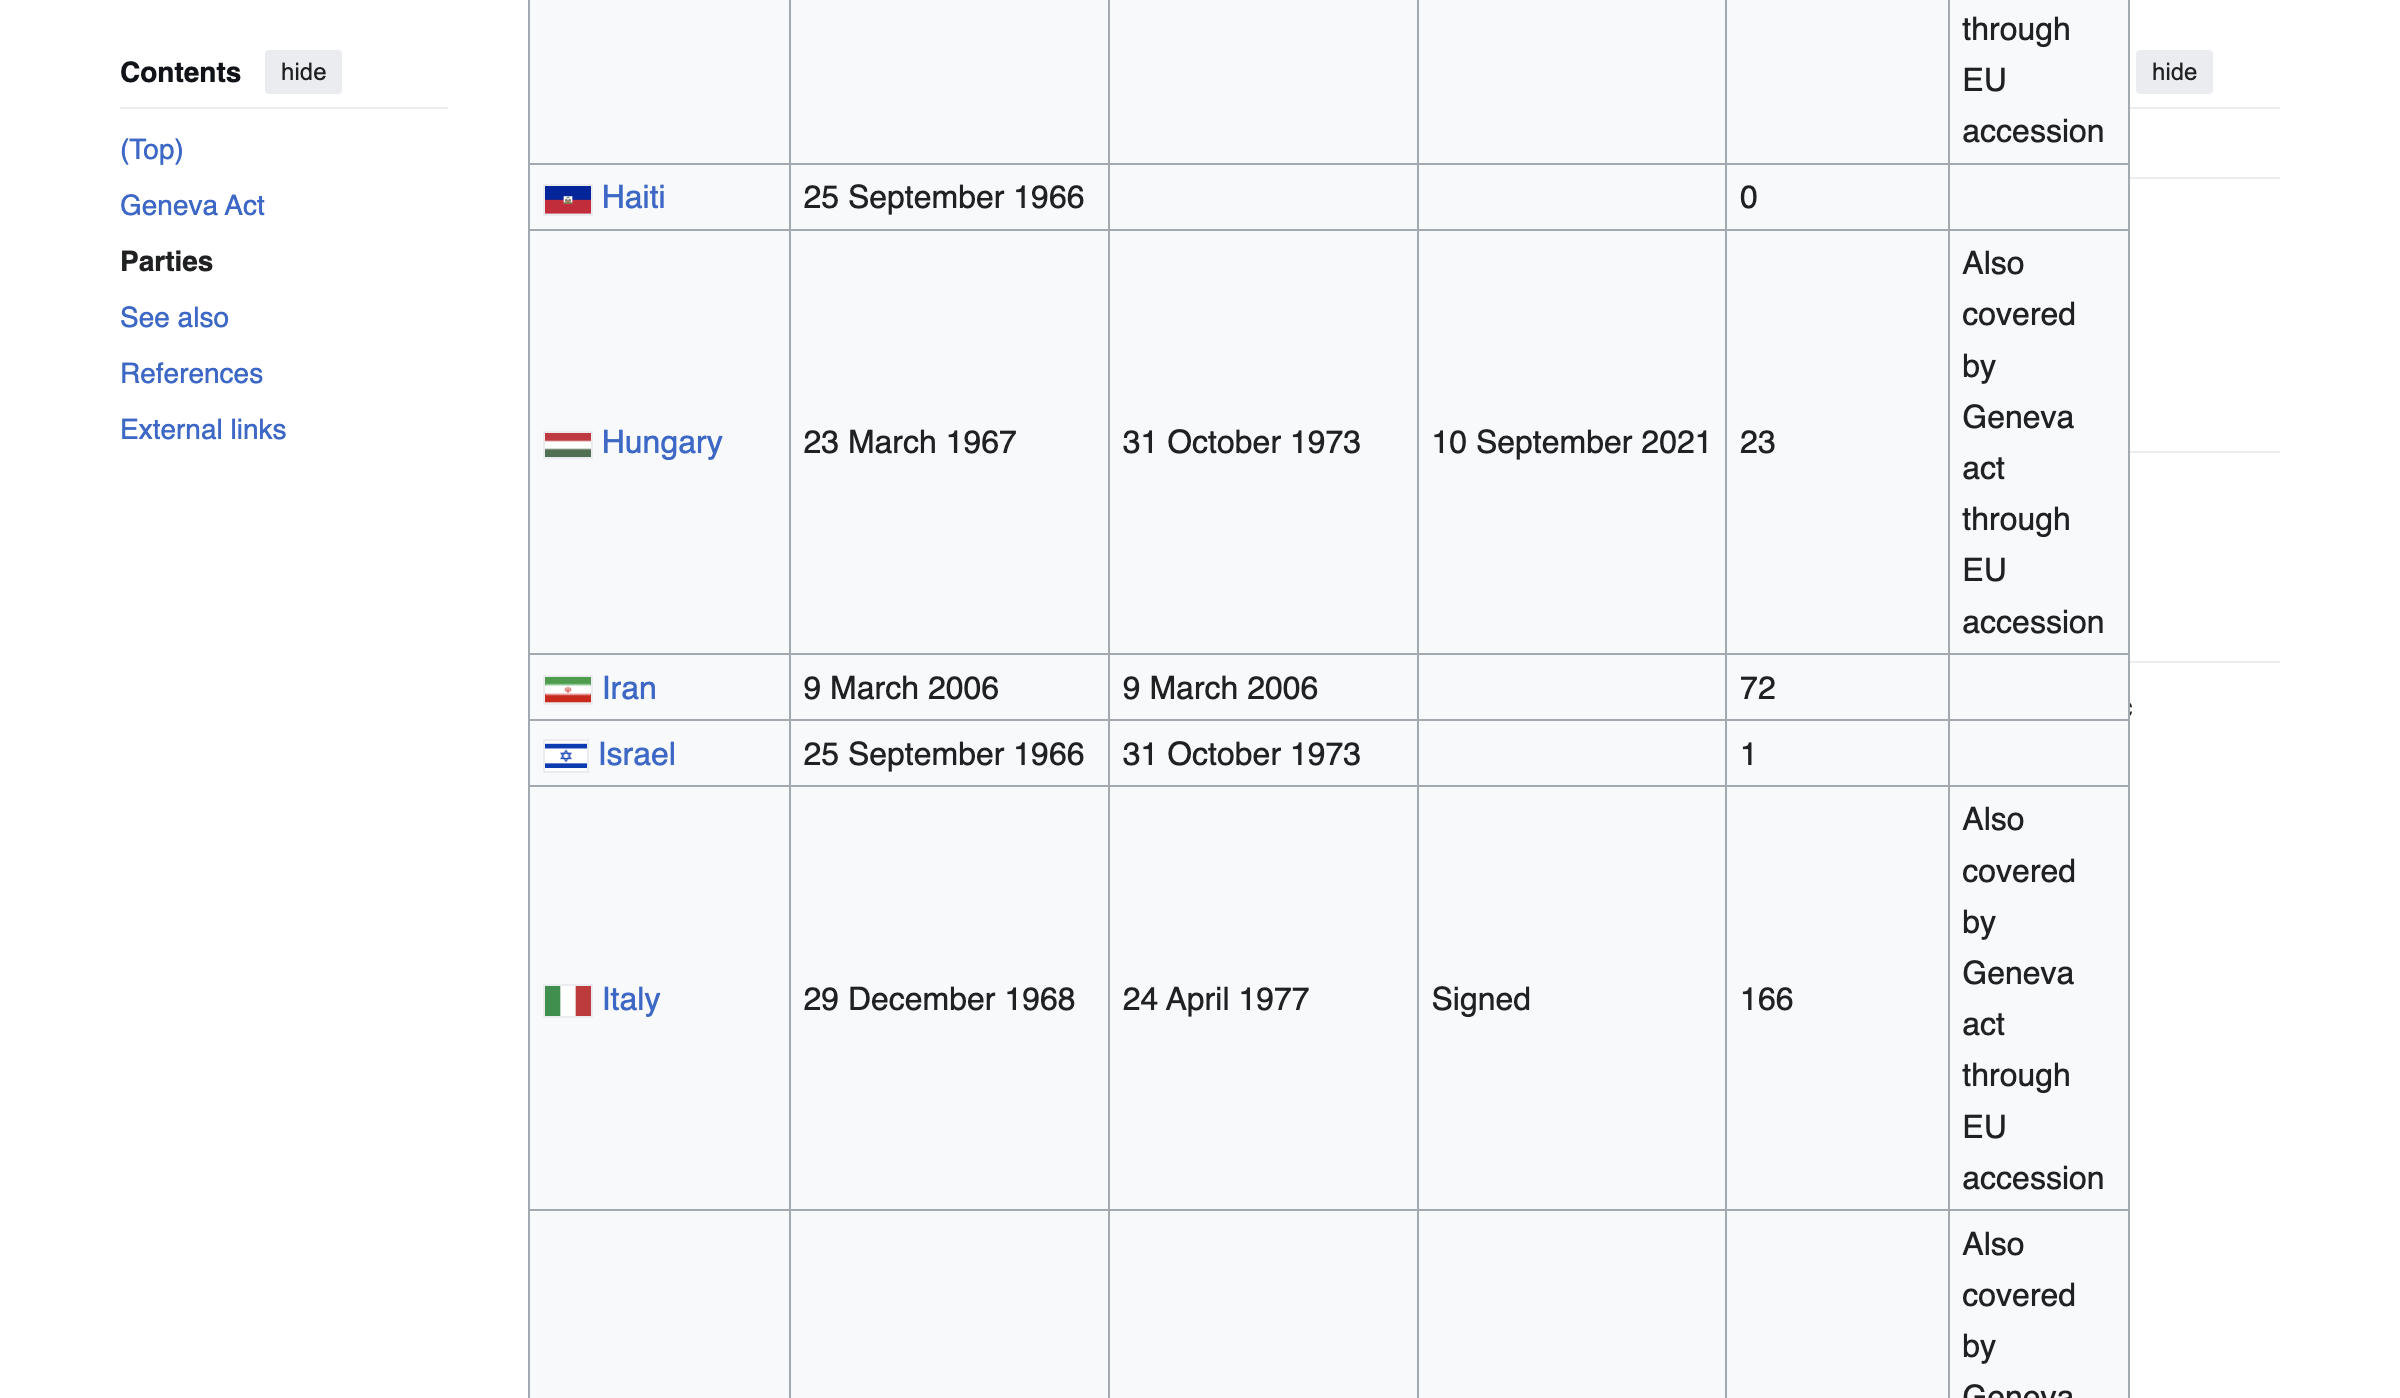 Contents hide
(Top)
Geneva Act
Parties
See also
References
External links
through
EU
accession
hide
Haiti 25 September 1966 0
Hungary 23 March 1967 31 October 1973 10 September 2021 23
Also
covered
by
Geneva
act
through
EU
accession
Iran 9 March 2006 9 March 2006 72
Israel 25 September 1966 31 October 1973 1
Italy 29 December 1968 24 April 1977 Signed 166
Also
covered
by
Geneva
act
through
EU
accession
Also
covered
by
Geneva